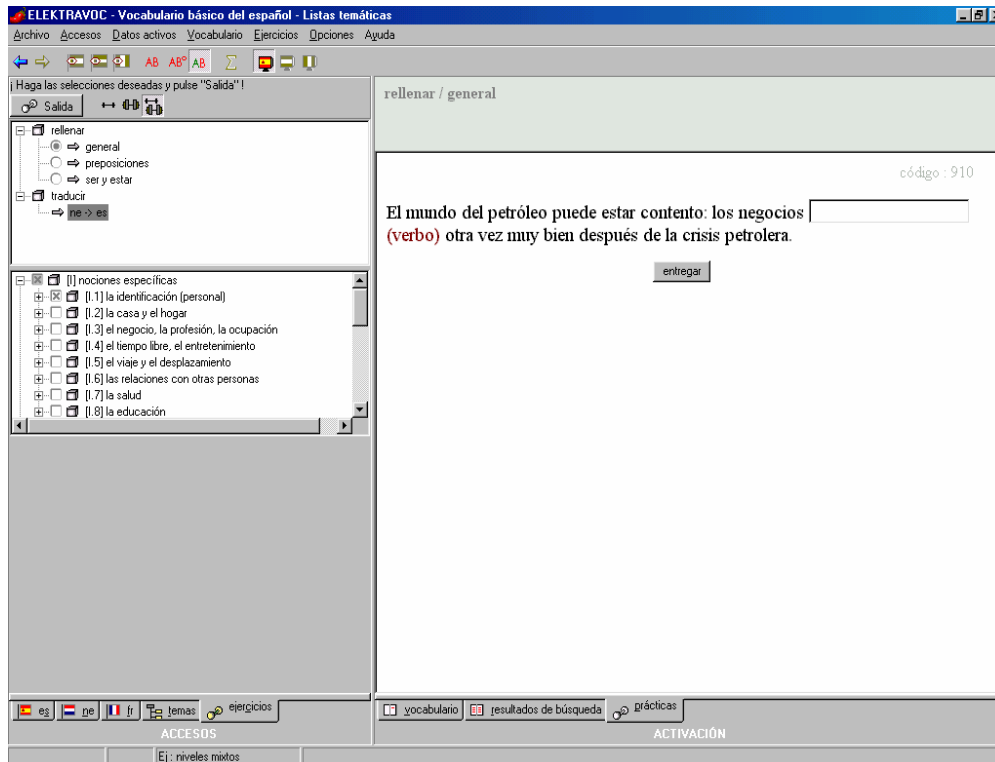 ELEKTRAVOC - Vocabulario básico del español - Listas temáticas
Archivo Accesos Datos activos Vocabulario Ejercicios Opciones Ayuda
AB ABº AB Σ
¡ Haga las selecciones deseadas y pulse "Salida" !
Salida
rellenar
general
preposiciones
ser y estar
traducir
ne -> es
[I] nociones específicas
[I.1] la identificación (personal)
[I.2] la casa y el hogar
[I.3] el negocio, la profesión, la ocupación
[I.4] el tiempo libre, el entretenimiento
[I.5] el viaje y el desplazamiento
[I.6] las relaciones con otras personas
[I.7] la salud
[I.8] la educación
es ne fr temas ejercicios
ACCESOS
rellenar / general
código : 910
El mundo del petróleo puede estar contento: los negocios
(verbo) otra vez muy bien después de la crisis petrolera.
entregar
vocabulario resultados de búsqueda prácticas
ACTIVACIÓN
Ej : niveles mixtos